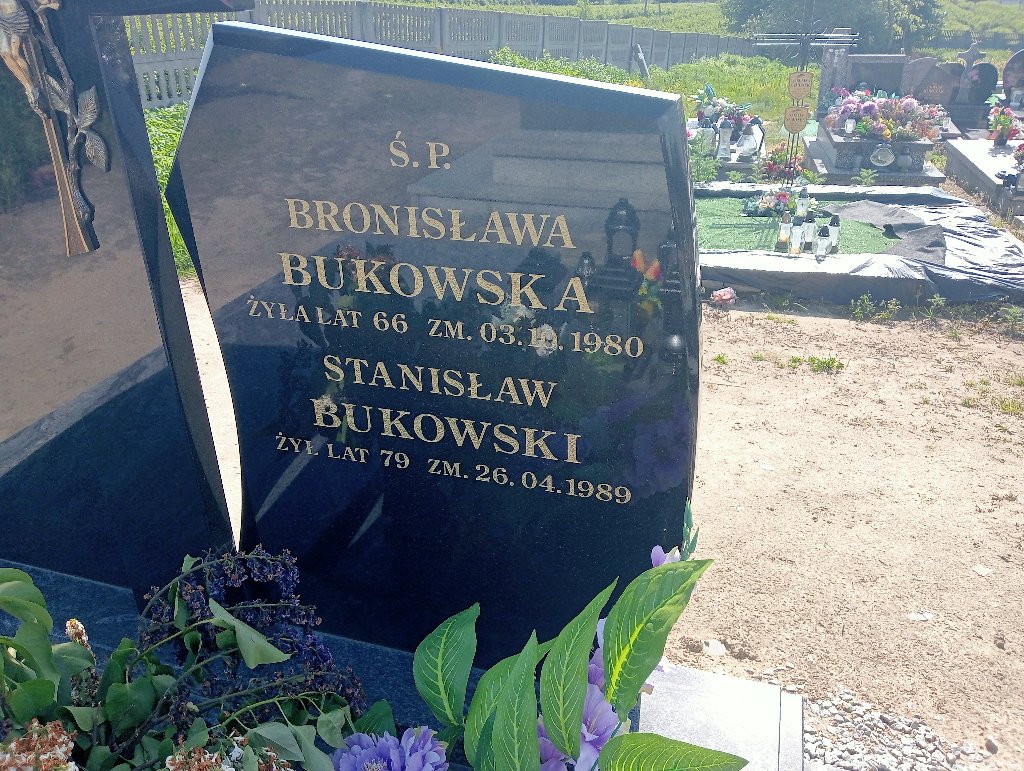 Ś.P.
BRONISŁAWA
BUKOWSKA
ŻYŁA LAT 66 ZM. 03.10.1980
STANISŁAW
BUKOWSKI
ŻYŁ LAT 79 ZM. 26.04.1989